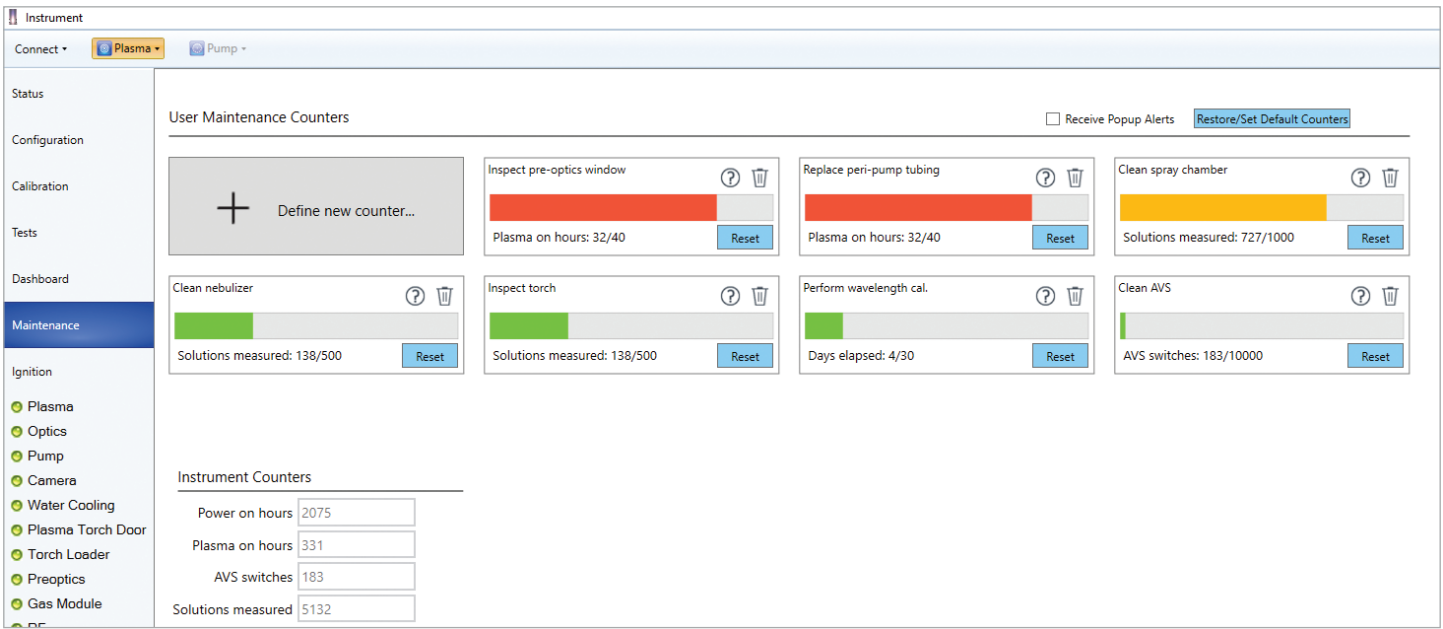 Instrument
Connect Plasma Pump
Status
Configuration
Calibration
Tests
Dashboard
Maintenance
Ignition
Plasma
Optics
Pump
Camera
Water Cooling
Plasma Torch Door
Torch Loader
Preoptics
Gas Module
User Maintenance Counters
Receive Popup Alerts
Restore/Set Default Counters
Define new counter...
Inspect pre-optics window
Plasma on hours: 32/40
Reset
Replace peri-pump tubing
Plasma on hours: 32/40
Reset
Clean spray chamber
Solutions measured: 727/1000
Reset
Clean nebulizer
Solutions measured: 138/500
Reset
Inspect torch
Solutions measured: 138/500
Reset
Perform wavelength cal.
Days elapsed: 4/30
Reset
Clean AVS
AVS switches: 183/10000
Reset
Instrument Counters
Power on hours 2075
Plasma on hours 331
AVS switches 183
Solutions measured 5132